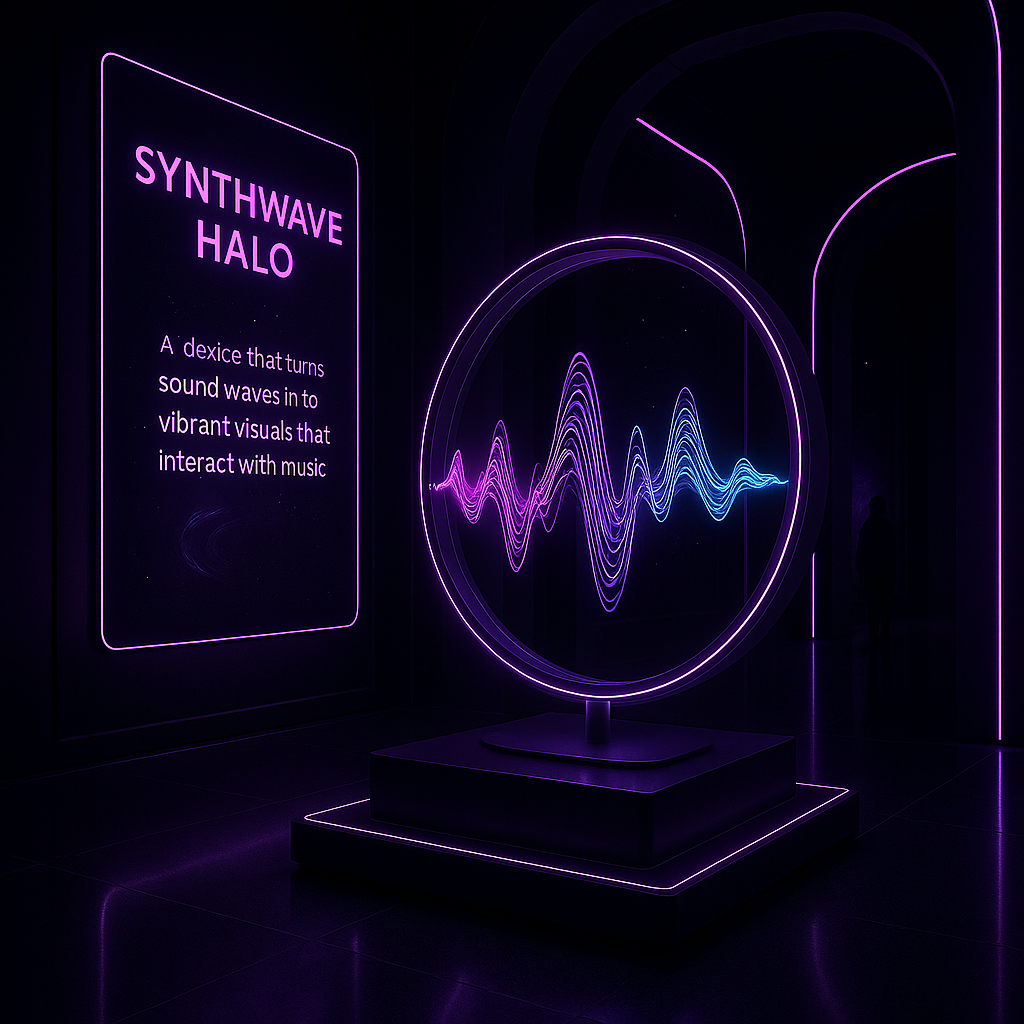 SYNTHWAVE
HALO
A dexice that turns
sound waves in to
vibrant visuals that
interact with music